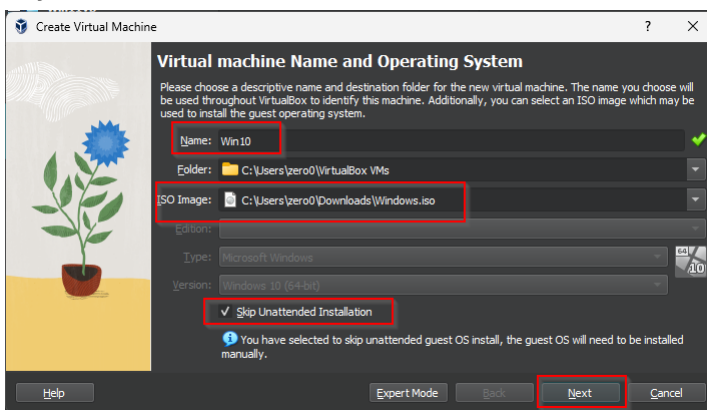 Create Virtual Machine
?
Virtual machine Name and Operating System
Please choose a descriptive name and destination folder for the new virtual machine. The name you choose will
be used throughout VirtualBox to identify this machine. Additionally, you can select an ISO image which may be
used to install the guest operating system.
Name: Win10
Folder: C:\Users\zero0\VirtualBox VMs
ISO Image: C:\Users\zero0\Downloads\Windows.iso
Edition:
Type: Microsoft Windows
64
10
Version: Windows 10 (64-bit)
Skip Unattended Installation
You have selected to skip unattended guest OS install, the guest OS will need to be installed
manually.
Help Expert Mode Back Next Cancel